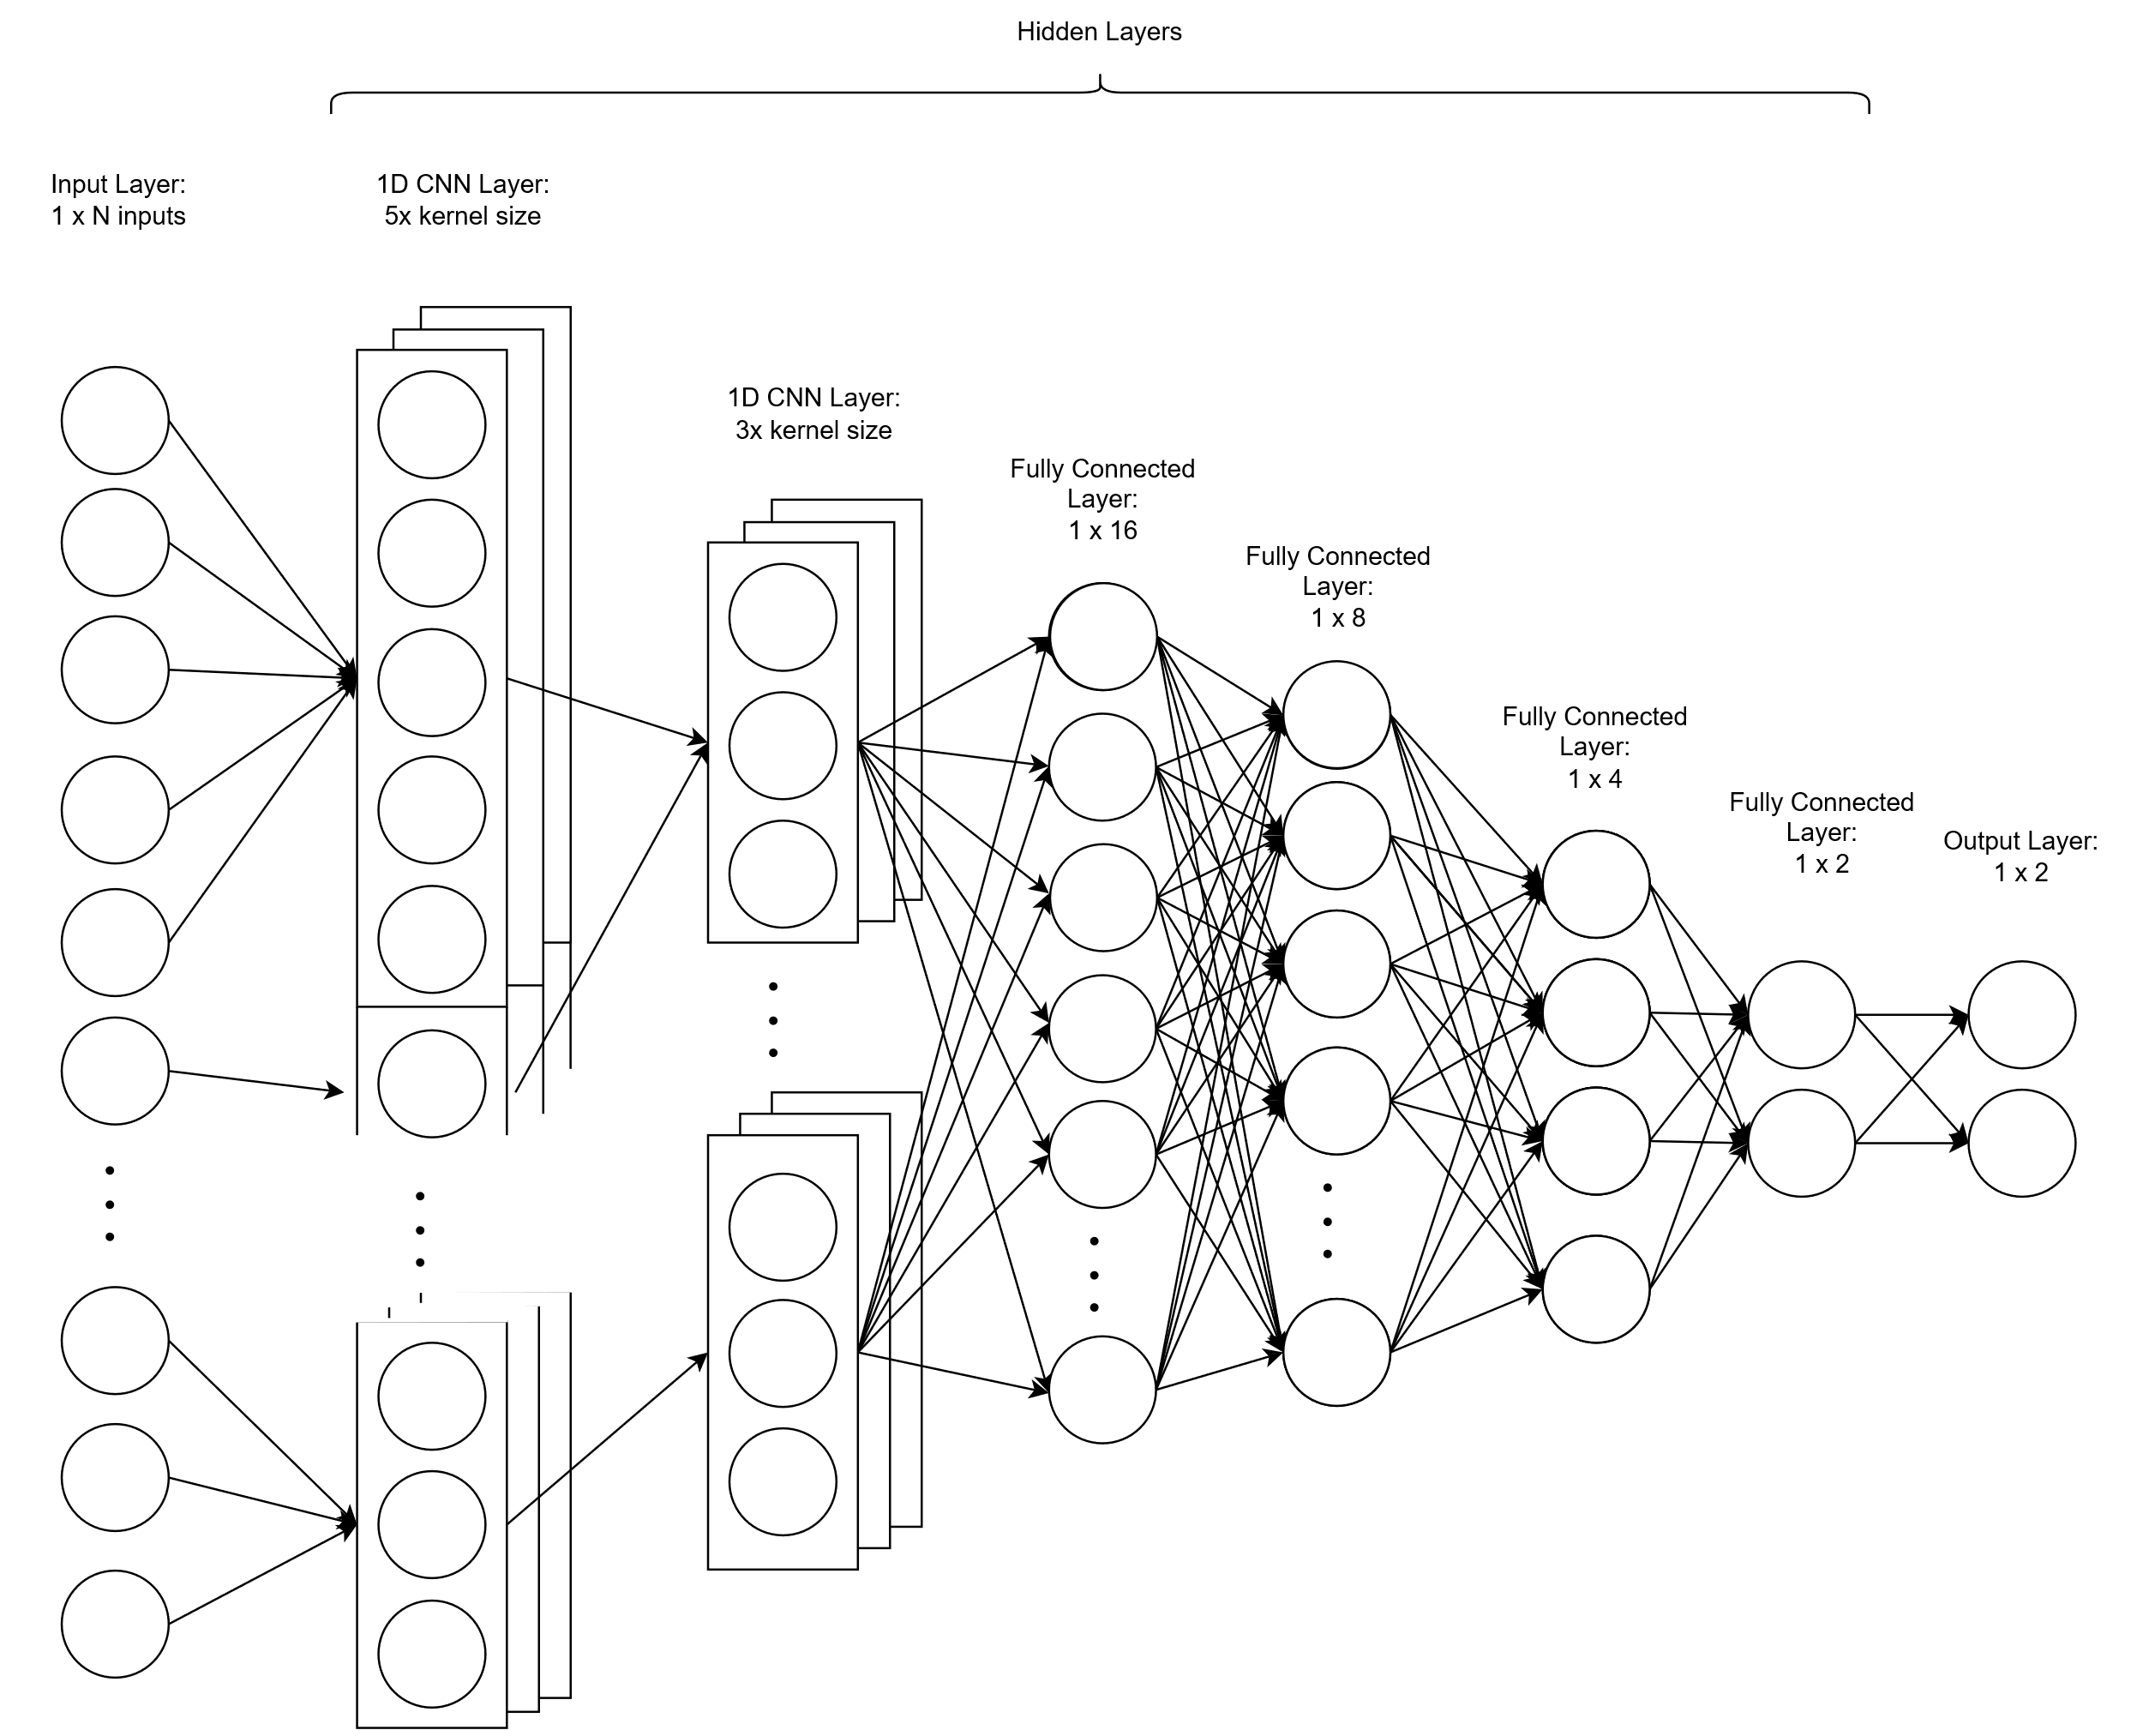 Hidden Layers
Input Layer:
1 x N inputs
1D CNN Layer:
5x kernel size
1D CNN Layer:
3x kernel size
Fully Connected
Layer:
1 x 16
Fully Connected
Layer:
1 x 8
Fully Connected
Layer:
1 x 4
Fully Connected
Layer:
1 x 2
Output Layer:
1 x 2